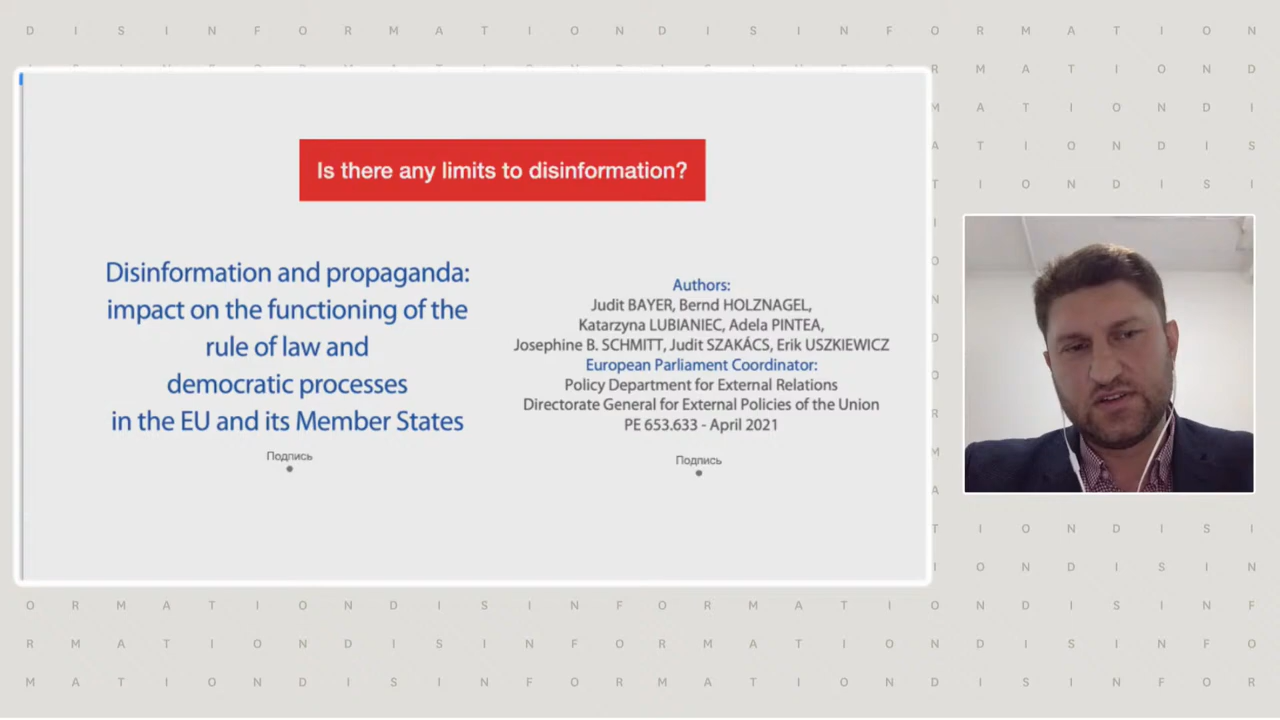 D I S I N F O R M A T I O N D I S I N F O R M A T I O N
R M A T I O N D
M A T I O N D I
A T I O N D I S
T I O N D I S I
Is there any limits to disinformation?
Disinformation and propaganda:
impact on the functioning of the
rule of law and
democratic processes
in the EU and its Member States
Подпись
Authors:
Judit BAYER, Bernd HOLZNAGEL,
Katarzyna LUBIANIEC, Adela PINTEA,
Josephine B. SCHMITT, Judit SZAKÁCS, Erik USZKIEWICZ
European Parliament Coordinator:
Policy Department for External Relations
Directorate General for External Policies of the Union
PE 653.633 - April 2021
Подпись
T I O N D I S I
I O N D I S I N
O R M A T I O N D I S I N F O R M A T I O N D I S I N F
R M A T I O N D I S I N F O R M A T I O N D I S I N F O
M A T I O N D I S I N F O R M A T I O N D I S I N F O R